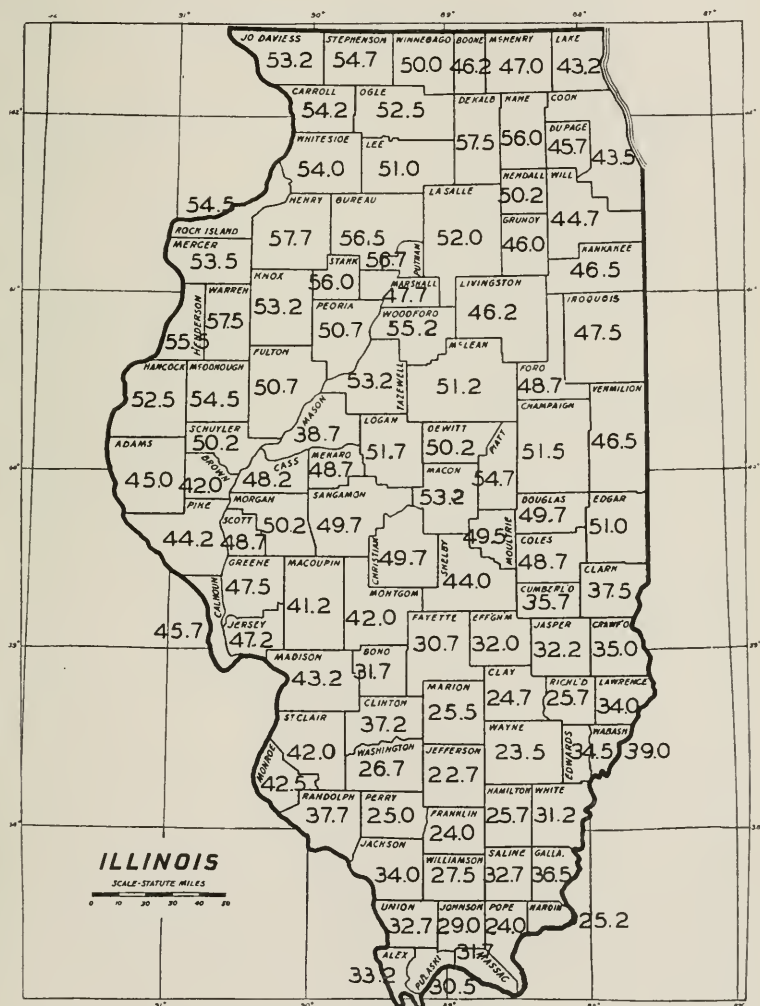 91° 90° 89° 88° 87°
JO DAVIESS STEPHENSON WINNEBAGO BOONE McHENRY LAKE
53.2 54.7 50.0 46.2 47.0 43.2
CARROLL OGLE DEKALB KANE COOK
54.2 52.5 57.5 56.0 43.5
DU PAGE
45.7
WHITESIDE LEE KENDALL WILL
54.0 51.0 50.2 44.7
ROCK ISLAND HENRY BUREAU LA SALLE GRUNDY
54.5 57.7 56.5 52.0 46.0
MERCER STARK PUTNAM KANKAKEE
53.5 56.0 56.7 46.5
HENDERSON WARREN KNOX PEORIA MARSHALL LIVINGSTON IROQUOIS
57.5 53.2 50.7 47.7 46.2 47.5
WOODFORD
55.2
HANCOCK McDONOUGH FULTON TAZEWELL McLEAN FORD VERMILION
52.5 54.5 50.7 53.2 51.2 48.7 46.5
SCHUYLER MASON LOGAN DEWITT PIATT CHAMPAIGN
50.2 38.7 51.7 50.2 54.7 51.5
ADAMS BROWN CASS MENARD MACON
45.0 42.0 48.2 48.7 53.2
PIKE MORGAN SANGAMON DOUGLAS EDGAR
44.2 50.2 49.7 49.7 51.0
SCOTT CHRISTIAN SHELBY MOULTRIE COLES
48.7 49.7 44.0 49.5 48.7
GREENE MACOUPIN MONTGOM CUMBERL'D CLARK
47.5 41.2 42.0 35.7 37.5
CALHOUN JERSEY FAYETTE EFFGHM JASPER CRAWFO
45.7 47.2 30.7 32.0 32.2 35.0
MADISON BOND CLAY RICHL'D LAWRENCE
43.2 31.7 24.7 25.7 34.0
CLINTON MARION
37.2 25.5
ST CLAIR WASHINGTON JEFFERSON WAYNE EDWARDS WABASH
42.0 26.7 22.7 23.5 34.5 39.0
MONROE
42.5
RANDOLPH PERRY FRANKLIN HAMILTON WHITE
37.7 25.0 24.0 25.7 31.2
JACKSON WILLIAMSON SALINE GALLA.
34.0 27.5 32.7 36.5
UNION JOHNSON POPE HARDIN
32.7 29.0 24.0 25.2
ALEX PULASKI MASSAC
33.2 30.5
ILLINOIS
SCALE-STATUTE MILES
0 10 20 30 40 50